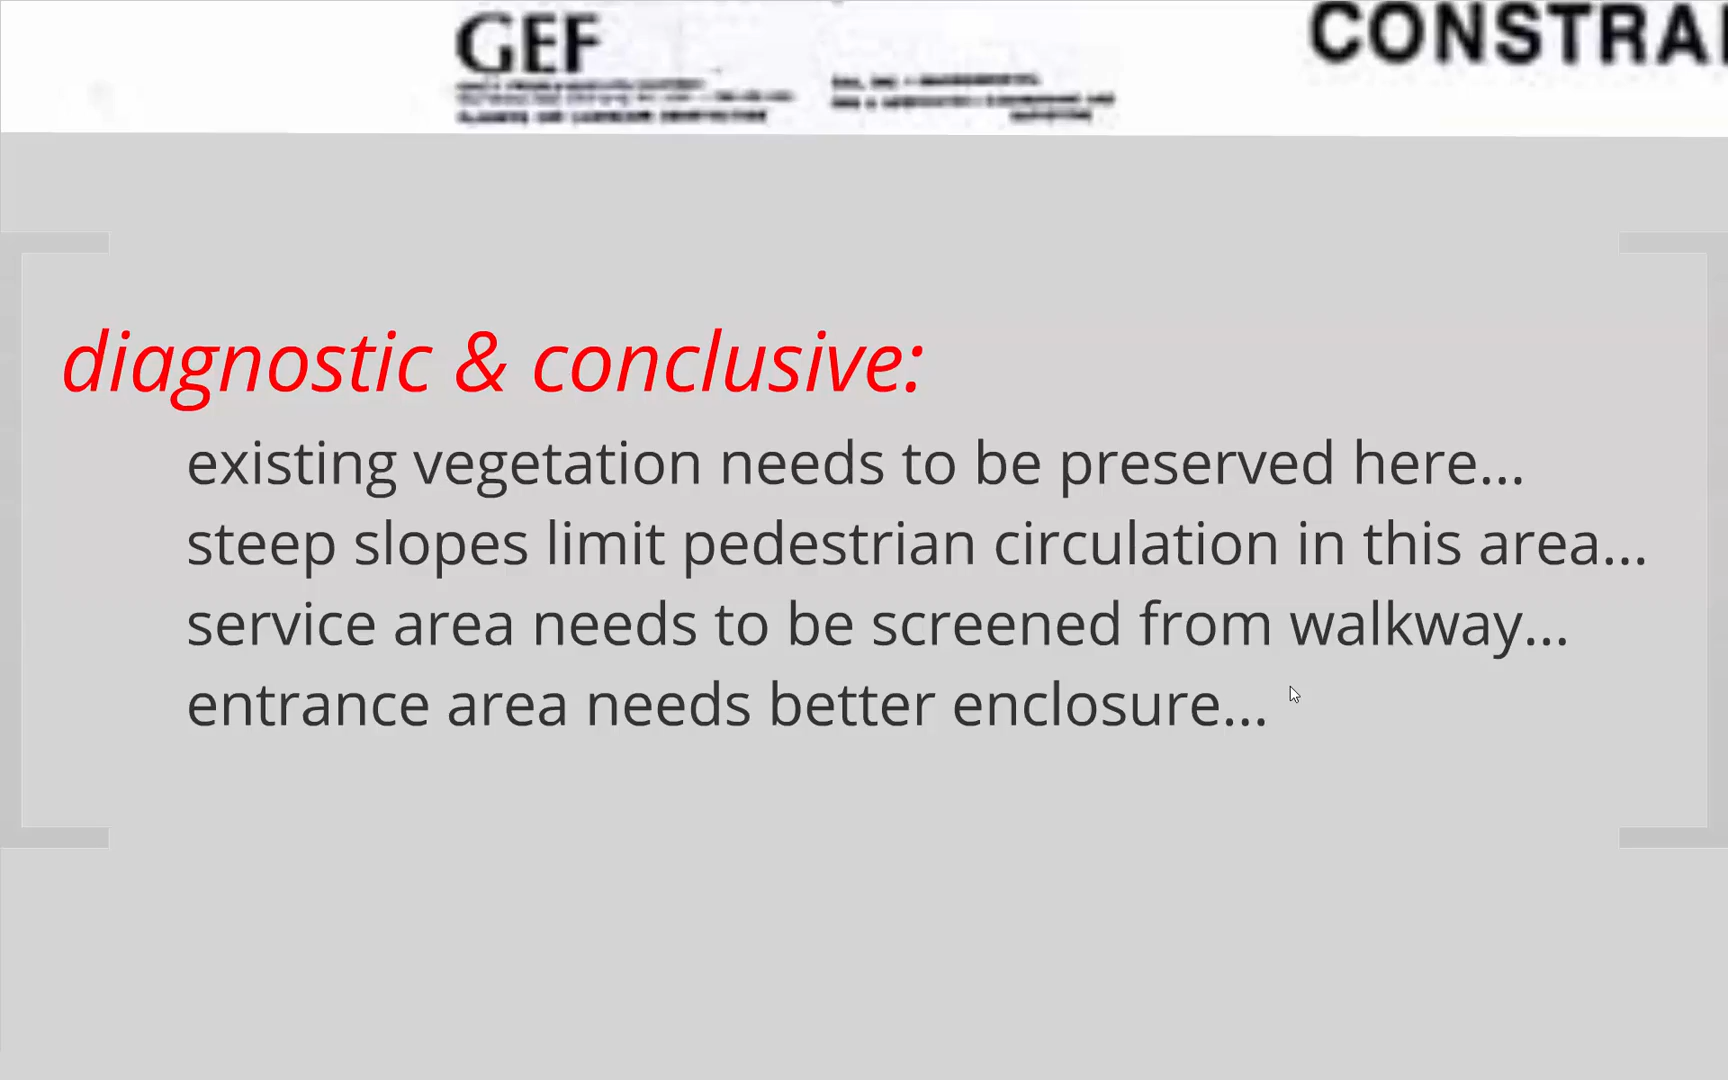 GEF
CONSTRAI
diagnostic & conclusive:
existing vegetation needs to be preserved here...
steep slopes limit pedestrian circulation in this area...
service area needs to be screened from walkway...
entrance area needs better enclosure...